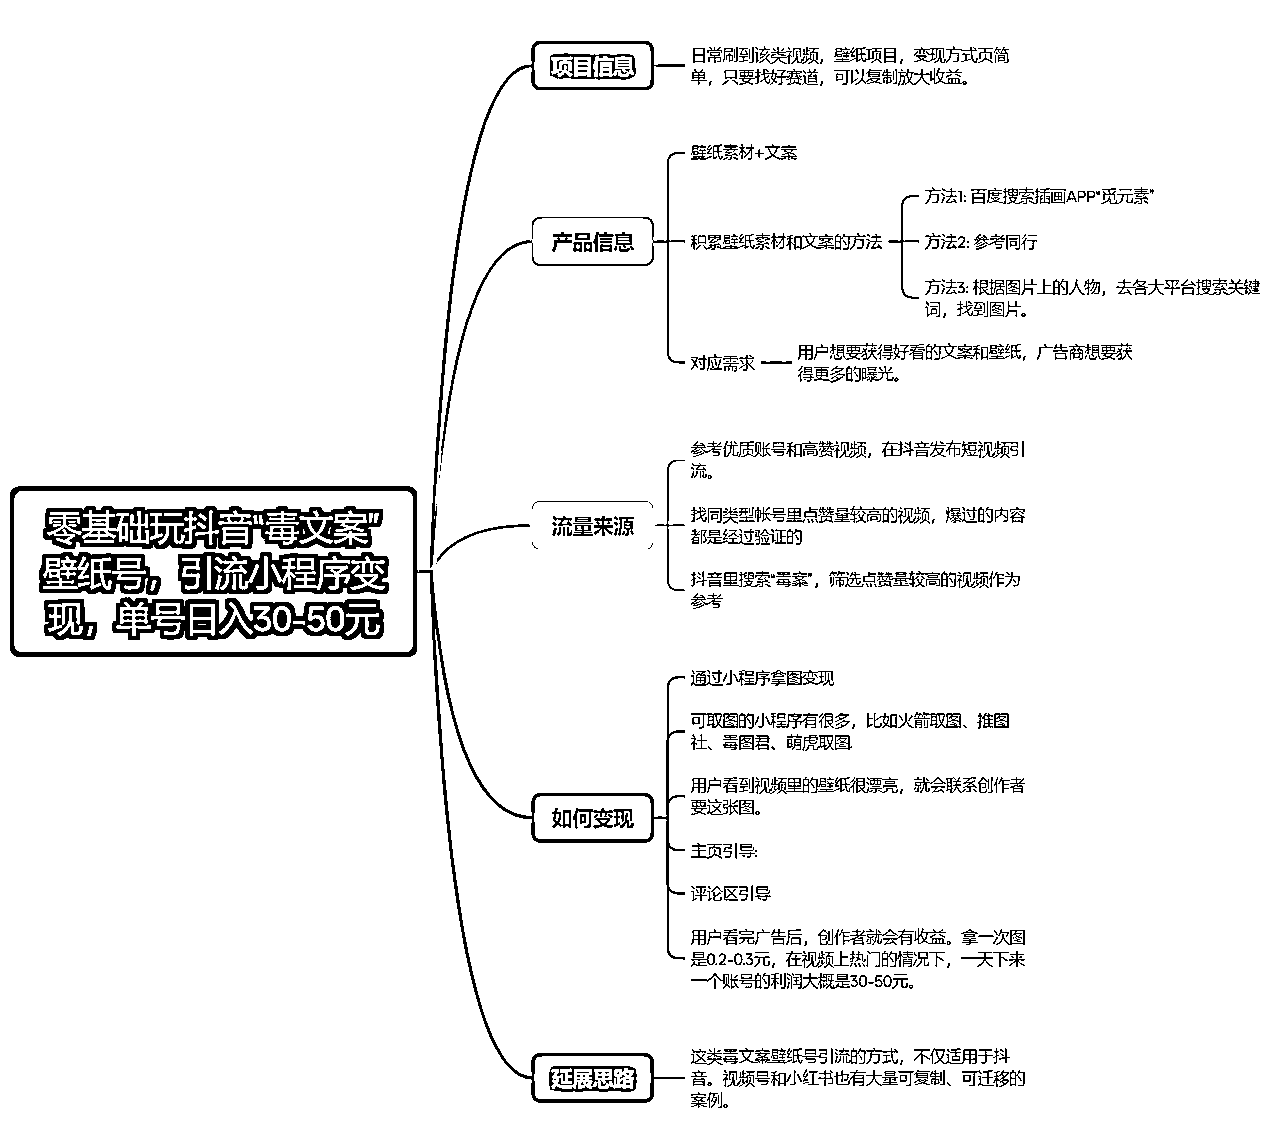 零基础玩抖音“毒文案”
壁纸号，引流小程序变
现，单号日入30-50元
项目信息
日常刷到该类视频，壁纸项目，变现方式页简
单，只要找好赛道，可以复制放大收益。
产品信息
壁纸素材+文案
积累壁纸素材和文案的方法
方法1: 百度搜索插画APP“觅元素”
方法2: 参考同行
方法3: 根据图片上的人物，去各大平台搜索关键
词，找到图片。
对应需求
用户想要获得好看的文案和壁纸，广告商想要获
得更多的曝光。
流量来源
参考优质账号和高赞视频，在抖音发布短视频引
流。
找同类型帐号里点赞量较高的视频，爆过的内容
都是经过验证的
抖音里搜索“毒案”，筛选点赞量较高的视频作为
参考
如何变现
通过小程序拿图变现
可取图的小程序有很多，比如火箭取图、推图
社、毒图君、萌虎取图.
用户看到视频里的壁纸很漂亮，就会联系创作者
要这张图。
主页引导:
评论区引导
用户看完广告后，创作者就会有收益。拿一次图
是0.2-0.3元，在视频上热门的情况下，一天下来
一个账号的利润大概是30-50元。
延展思路
这类毒文案壁纸号引流的方式，不仅适用于抖
音。视频号和小红书也有大量可复制、可迁移的
案例。